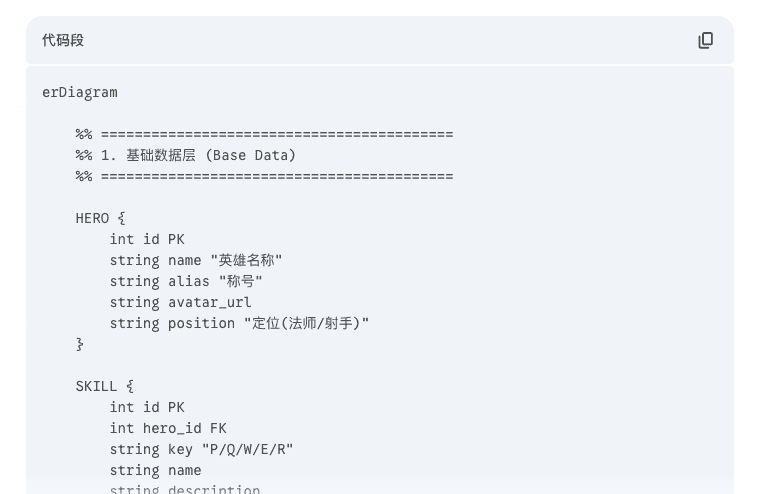 代码段
erDiagram
%% ==========================================
%% 1. 基础数据层 (Base Data)
%% ==========================================
HERO {
int id PK
string name "英雄名称"
string alias "称号"
string avatar_url
string position "定位(法师/射手)"
}
SKILL {
int id PK
int hero_id FK
string key "P/Q/W/E/R"
string name
string description